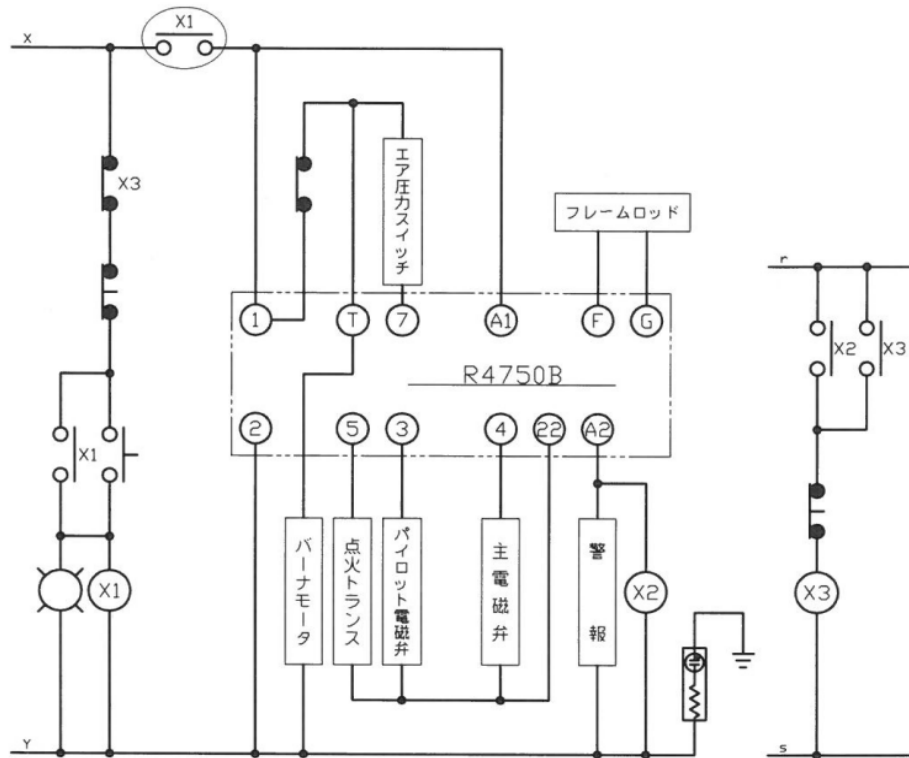 X1
x
X3
エア圧力スイッチ
フレームロッド
r
1
T
7
A1
F
G
X2
X3
R4750B
2
5
3
4
22
A2
X1
バーナモータ
点火トランス
パイロット電磁弁
主電磁弁
警報
X1
X2
X3
Y
s